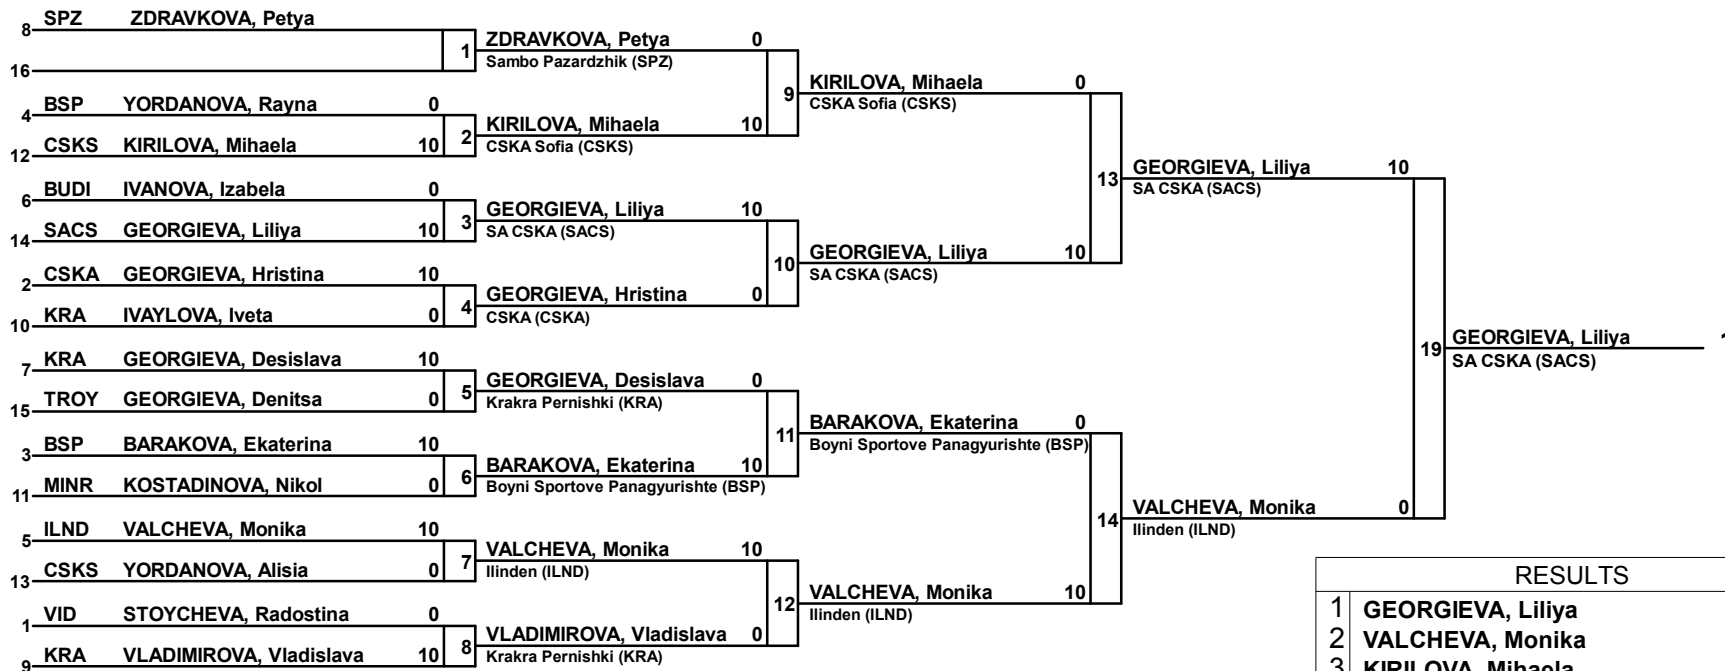 SPZ ZDRAVKOVA, Petya
8
16
BSP YORDANOVA, Rayna 0
4
CSKS KIRILOVA, Mihaela 10
12
BUDI IVANOVA, Izabela 0
6
SACS GEORGIEVA, Liliya 10
14
CSKA GEORGIEVA, Hristina 10
2
KRA IVAYLOVA, Iveta 0
10
KRA GEORGIEVA, Desislava 10
7
TROY GEORGIEVA, Denitsa 0
15
BSP BARAKOVA, Ekaterina 10
3
MINR KOSTADINOVA, Nikol 0
11
ILND VALCHEVA, Monika 10
5
CSKS YORDANOVA, Alisia 0
13
VID STOYCHEVA, Radostina 0
1
KRA VLADIMIROVA, Vladislava 10
9
1 ZDRAVKOVA, Petya 0
Sambo Pazardzhik (SPZ)
2 KIRILOVA, Mihaela 10
CSKA Sofia (CSKS)
3 GEORGIEVA, Liliya 10
SA CSKA (SACS)
4 GEORGIEVA, Hristina 0
CSKA (CSKA)
5 GEORGIEVA, Desislava 0
Krakra Pernishki (KRA)
6 BARAKOVA, Ekaterina 10
Boyni Sportove Panagyurishte (BSP)
7 VALCHEVA, Monika 10
Ilinden (ILND)
8 VLADIMIROVA, Vladislava 0
Krakra Pernishki (KRA)
9 KIRILOVA, Mihaela 0
CSKA Sofia (CSKS)
10 GEORGIEVA, Liliya 10
SA CSKA (SACS)
11 BARAKOVA, Ekaterina 0
Boyni Sportove Panagyurishte (BSP)
12 VALCHEVA, Monika 10
Ilinden (ILND)
13 GEORGIEVA, Liliya 10
SA CSKA (SACS)
14 VALCHEVA, Monika 0
Ilinden (ILND)
19 GEORGIEVA, Liliya
SA CSKA (SACS)
RESULTS
1 GEORGIEVA, Liliya
2 VALCHEVA, Monika
3 KIRILOVA, Mihaela